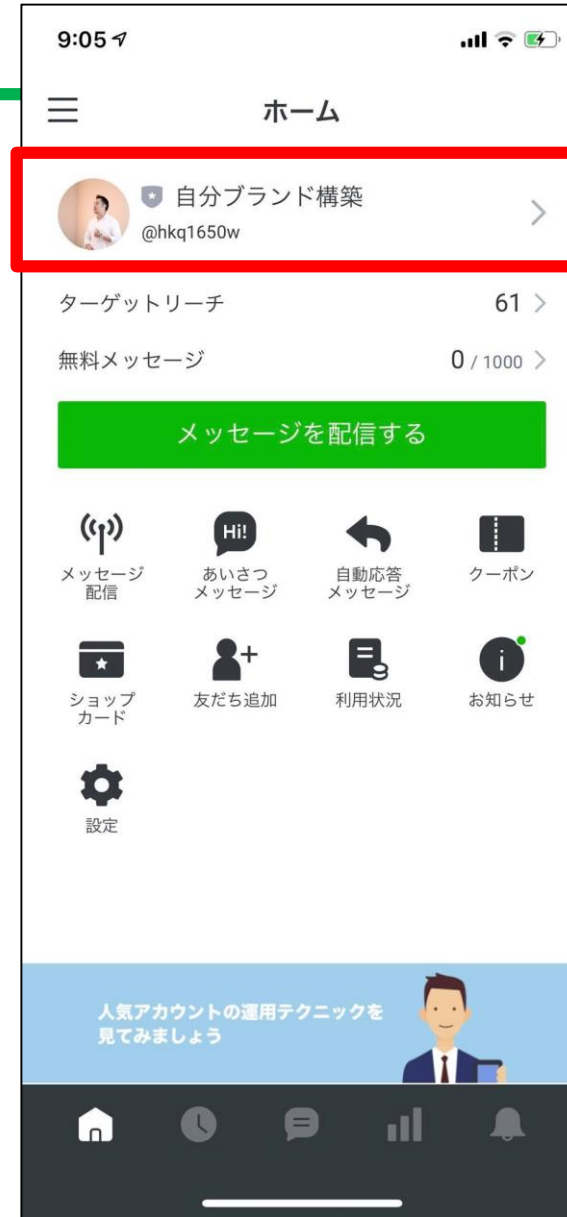 9:05
ホーム
自分ブランド構築
@hkq1650w
ターゲットリーチ 61
無料メッセージ 0 / 1000
メッセージを配信する
メッセージ
配信
Hi!
あいさつ
メッセージ
自動応答
メッセージ
クーポン
ショップ
カード
友だち追加
利用状況
i
お知らせ
設定
人気アカウントの運用テクニックを
見てみましょう